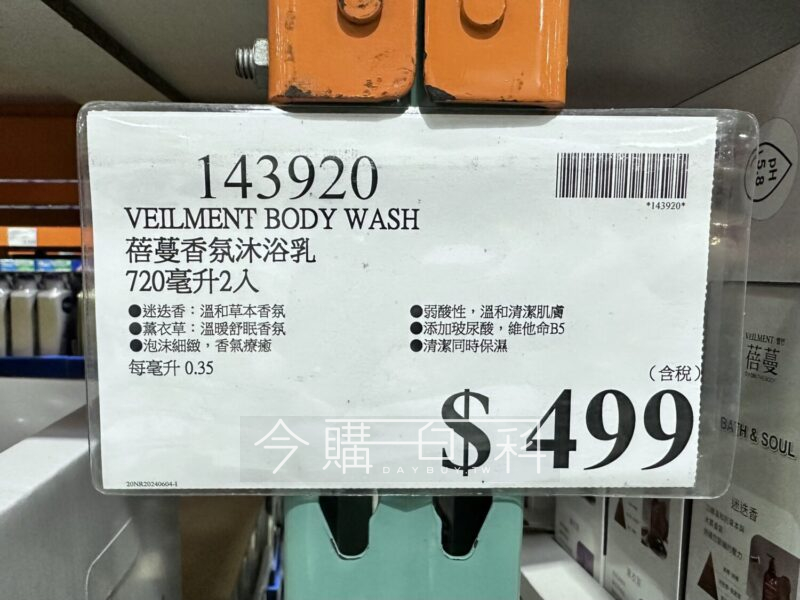 143920
*143920*
VEILMENT BODY WASH
蓓蔓香氛沐浴乳
720毫升2入
●迷迭香：溫和草本香氛
●薰衣草：溫暖舒眠香氛
●泡沫細緻，香氣療癒
●弱酸性，溫和清潔肌膚
●添加玻尿酸，維他命B5
●清潔同時保濕
每毫升 0.35
(含稅)
$ 499
今購百科
DAYBUY.TW
20NR20240604-1
pH
5.8
VEILMENT
蓓蔓
BATH & SOUL
迷迭香